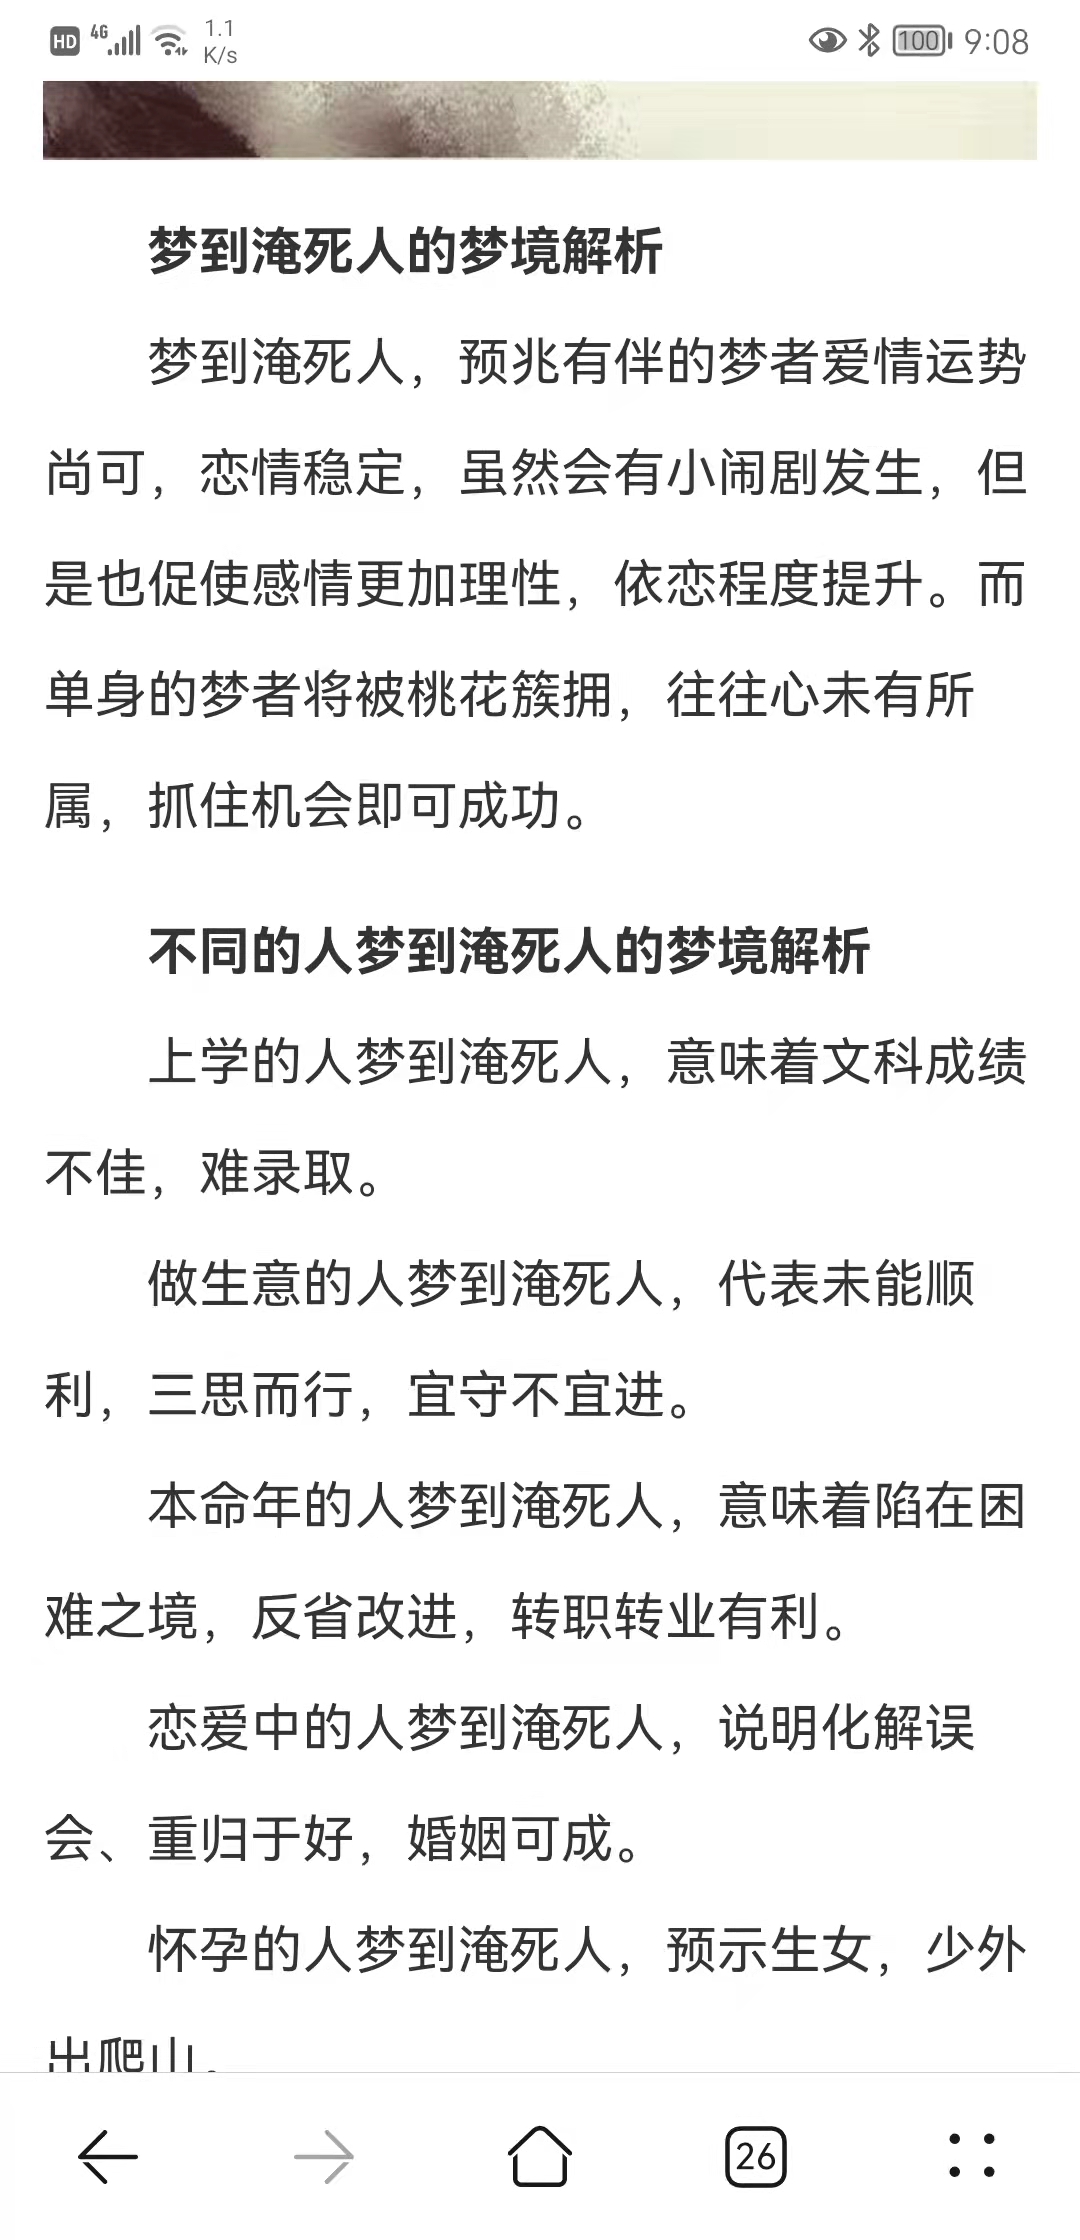 HD 4G 1.1 K/s 100 9:08
梦到淹死人的梦境解析
梦到淹死人，预兆有伴的梦者爱情运势
尚可，恋情稳定，虽然会有小闹剧发生，但
是也促使感情更加理性，依恋程度提升。而
单身的梦者将被桃花簇拥，往往心未有所
属，抓住机会即可成功。
不同的人梦到淹死人的梦境解析
上学的人梦到淹死人，意味着文科成绩
不佳，难录取。
做生意的人梦到淹死人，代表未能顺
利，三思而行，宜守不宜进。
本命年的人梦到淹死人，意味着陷在困
难之境，反省改进，转职转业有利。
恋爱中的人梦到淹死人，说明化解误
会、重归于好，婚姻可成。
怀孕的人梦到淹死人，预示生女，少外
出爬山。
26